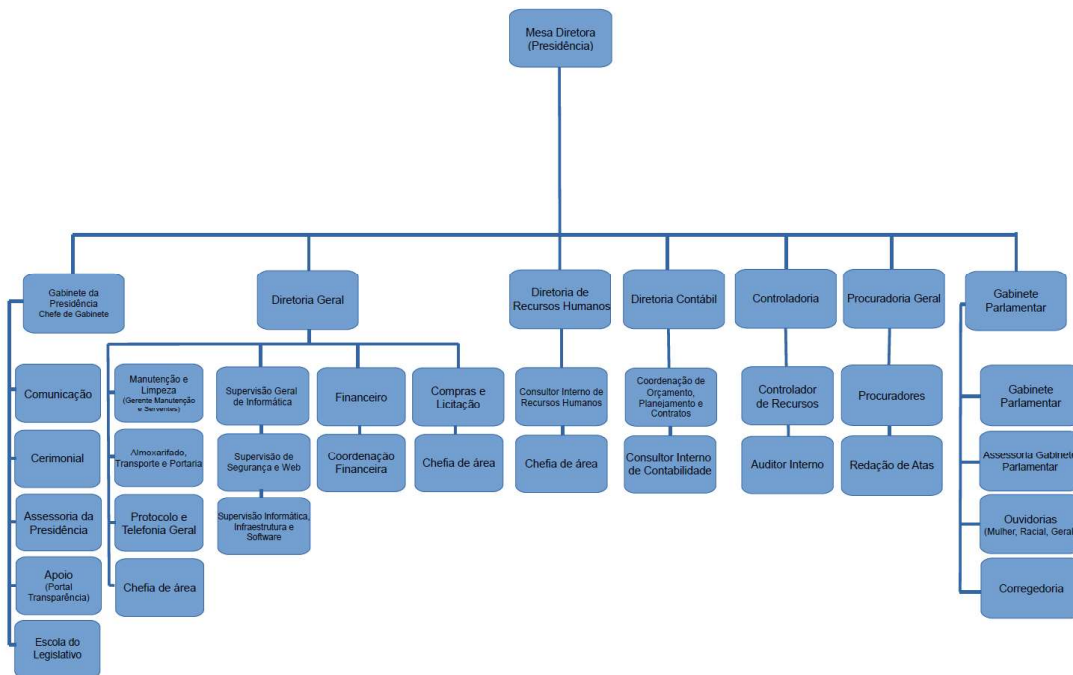 Mesa Diretora
(Presidência)
Gabinete da
Presidência
Chefe de Gabinete
Diretoria Geral
Diretoria de
Recursos Humanos
Diretoria Contábil
Controladoria
Procuradoria Geral
Gabinete
Parlamentar
Comunicação
Cerimonial
Assessoria da
Presidência
Apoio
(Portal
Transparência)
Escola do
Legislativo
Manutenção e
Limpeza
(Gerente Manutenção
e Serventes)
Almoxarifado,
Transporte e Portaria
Protocolo e
Telefonia Geral
Chefia de área
Supervisão Geral
de Informática
Supervisão de
Segurança e Web
Supervisão Informática,
Infraestrutura e
Software
Financeiro
Coordenação
Financeira
Compras e
Licitação
Chefia de área
Consultor Interno de
Recursos Humanos
Chefia de área
Coordenação de
Orçamento,
Planejamento e
Contratos
Consultor Interno
de Contabilidade
Controlador
de Recursos
Auditor Interno
Procuradores
Redação de Atas
Gabinete
Parlamentar
Assessoria Gabinete
Parlamentar
Ouvidorias
(Mulher, Racial, Geral)
Corregedoria